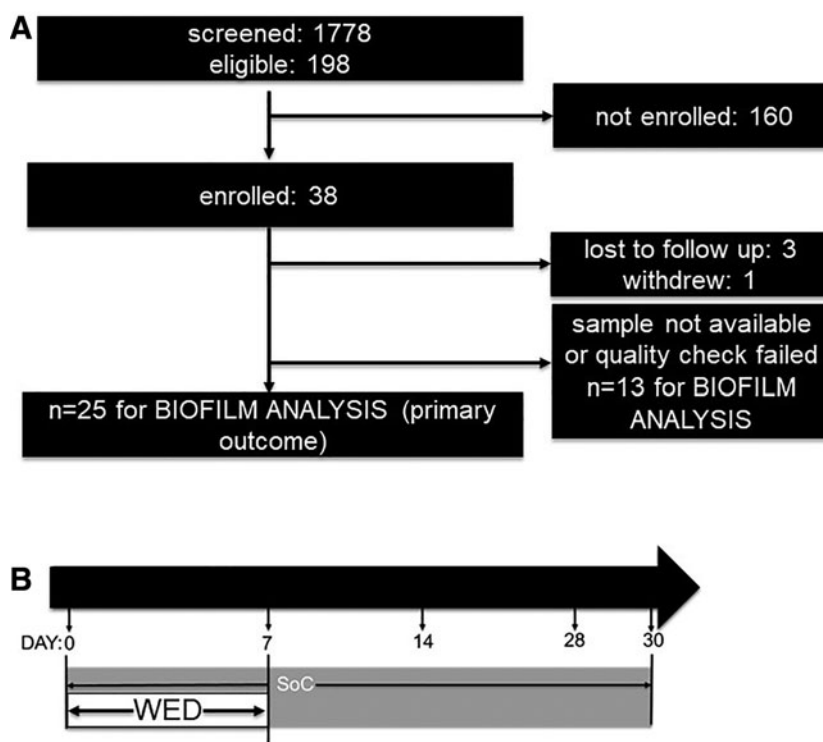 A
screened: 1778
eligible: 198
not enrolled: 160
enrolled: 38
lost to follow up: 3
withdrew: 1
sample not available
or quality check failed
n=13 for BIOFILM
ANALYSIS
n=25 for BIOFILM ANALYSIS (primary
outcome)
B
DAY: 0 7 14 28 30
SoC
WED